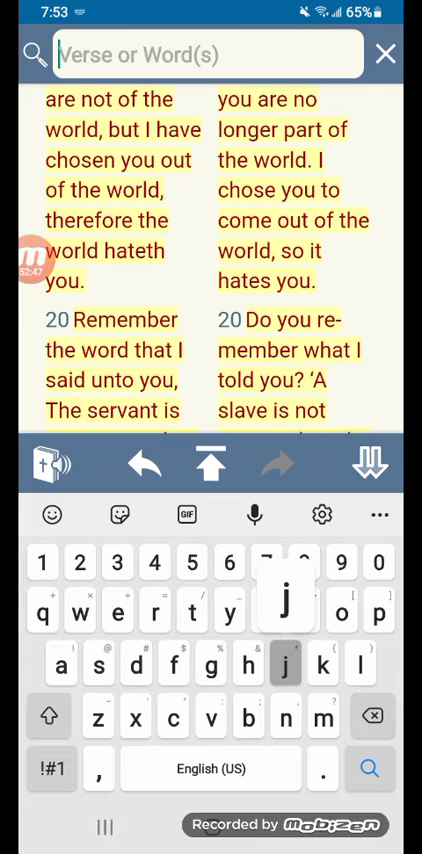 7:53 65%
Verse or Word(s)
are not of the
world, but I have
chosen you out
of the world,
therefore the
world hateth
you.
20 Remember
the word that I
said unto you,
The servant is
you are no
longer part of
the world. I
chose you to
come out of the
world, so it
hates you.
20 Do you re-
member what I
told you? ‘A
slave is not
52:47
GIF
1 2 3 4 5 6 7 8 9 0
q w e r t y o p
j
a s d f g h j k l
z x c v b n m
!#1 , English (US) .
Recorded by mobizen